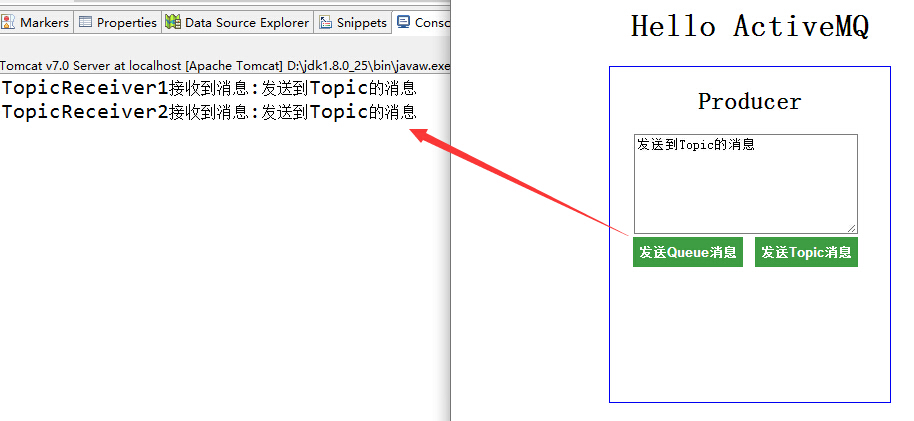 Markers Properties Data Source Explorer Snippets Conso
Tomcat v7.0 Server at localhost [Apache Tomcat] D:\jdk1.8.0_25\bin\javaw.exe
TopicReceiver1接收到消息:发送到Topic的消息
TopicReceiver2接收到消息:发送到Topic的消息
Hello ActiveMQ
Producer
发送到Topic的消息
发送Queue消息 发送Topic消息